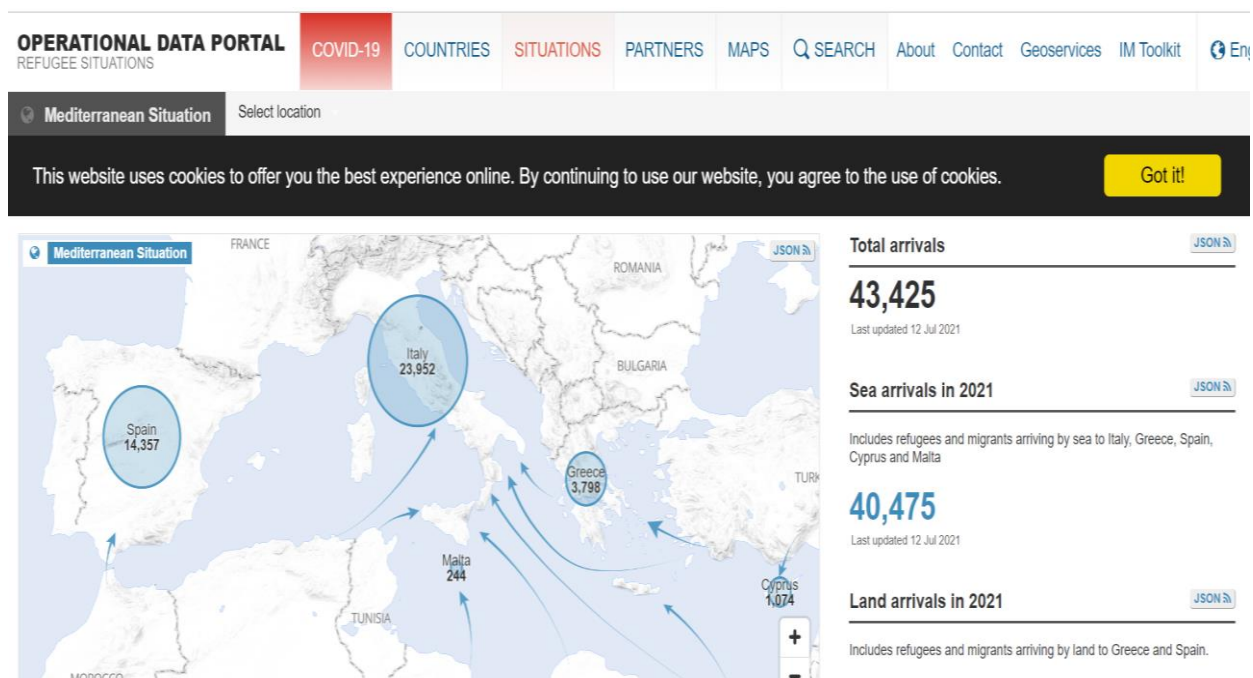 OPERATIONAL DATA PORTAL
REFUGEE SITUATIONS
COVID-19 COUNTRIES SITUATIONS PARTNERS MAPS SEARCH About Contact Geoservices IM Toolkit Eng
Mediterranean Situation Select location
This website uses cookies to offer you the best experience online. By continuing to use our website, you agree to the use of cookies. Got it!
Mediterranean Situation
JSON
FRANCE
ROMANIA
Italy
23,952
BULGARIA
Spain
14,357
Greece
3,798
TURK
Malta
244
Cyprus
1,074
TUNISIA
MOROCCO
+
−
Total arrivals JSON
43,425
Last updated 12 Jul 2021
Sea arrivals in 2021 JSON
Includes refugees and migrants arriving by sea to Italy, Greece, Spain,
Cyprus and Malta
40,475
Last updated 12 Jul 2021
Land arrivals in 2021 JSON
Includes refugees and migrants arriving by land to Greece and Spain.